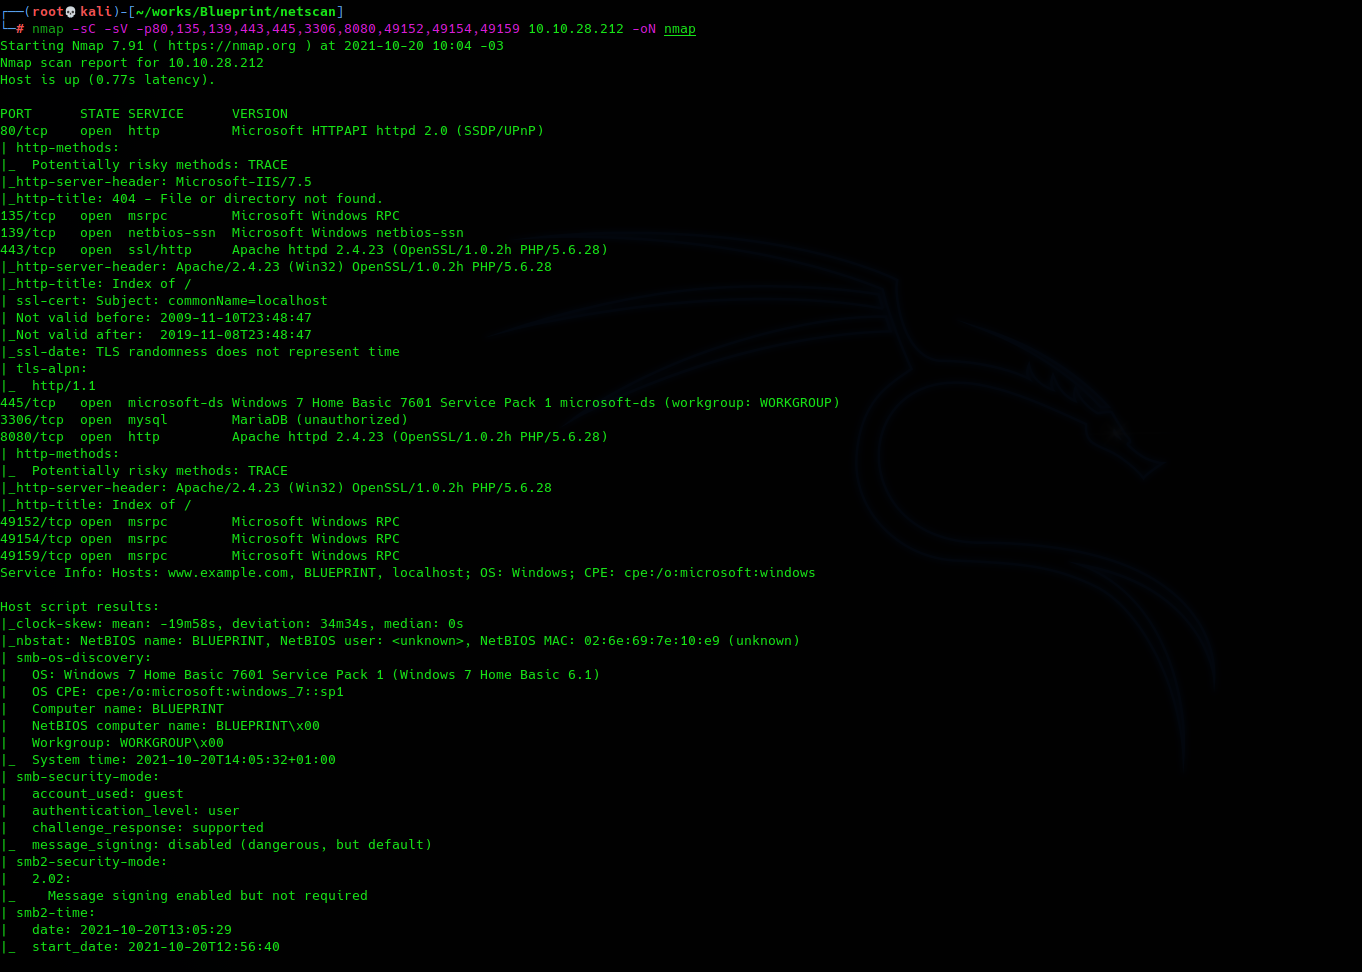 ┌──(root💀kali)-[~/works/Blueprint/netscan]
└─# nmap -sC -sV -p80,135,139,443,445,3306,8080,49152,49154,49159 10.10.28.212 -oN nmap
Starting Nmap 7.91 ( https://nmap.org ) at 2021-10-20 10:04 -03
Nmap scan report for 10.10.28.212
Host is up (0.77s latency).

PORT      STATE SERVICE      VERSION
80/tcp    open  http         Microsoft HTTPAPI httpd 2.0 (SSDP/UPnP)
| http-methods:
|_  Potentially risky methods: TRACE
|_http-server-header: Microsoft-IIS/7.5
|_http-title: 404 - File or directory not found.
135/tcp   open  msrpc        Microsoft Windows RPC
139/tcp   open  netbios-ssn  Microsoft Windows netbios-ssn
443/tcp   open  ssl/http     Apache httpd 2.4.23 (OpenSSL/1.0.2h PHP/5.6.28)
|_http-server-header: Apache/2.4.23 (Win32) OpenSSL/1.0.2h PHP/5.6.28
|_http-title: Index of /
| ssl-cert: Subject: commonName=localhost
| Not valid before: 2009-11-10T23:48:47
|_Not valid after:  2019-11-08T23:48:47
|_ssl-date: TLS randomness does not represent time
| tls-alpn:
|_  http/1.1
445/tcp   open  microsoft-ds Windows 7 Home Basic 7601 Service Pack 1 microsoft-ds (workgroup: WORKGROUP)
3306/tcp  open  mysql        MariaDB (unauthorized)
8080/tcp  open  http         Apache httpd 2.4.23 (OpenSSL/1.0.2h PHP/5.6.28)
| http-methods:
|_  Potentially risky methods: TRACE
|_http-server-header: Apache/2.4.23 (Win32) OpenSSL/1.0.2h PHP/5.6.28
|_http-title: Index of /
49152/tcp open  msrpc        Microsoft Windows RPC
49154/tcp open  msrpc        Microsoft Windows RPC
49159/tcp open  msrpc        Microsoft Windows RPC
Service Info: Hosts: www.example.com, BLUEPRINT, localhost; OS: Windows; CPE: cpe:/o:microsoft:windows

Host script results:
|_clock-skew: mean: -19m58s, deviation: 34m34s, median: 0s
|_nbstat: NetBIOS name: BLUEPRINT, NetBIOS user: <unknown>, NetBIOS MAC: 02:6e:69:7e:10:e9 (unknown)
| smb-os-discovery:
|   OS: Windows 7 Home Basic 7601 Service Pack 1 (Windows 7 Home Basic 6.1)
|   OS CPE: cpe:/o:microsoft:windows_7::sp1
|   Computer name: BLUEPRINT
|   NetBIOS computer name: BLUEPRINT\x00
|   Workgroup: WORKGROUP\x00
|_  System time: 2021-10-20T14:05:32+01:00
| smb-security-mode:
|   account_used: guest
|   authentication_level: user
|   challenge_response: supported
|_  message_signing: disabled (dangerous, but default)
| smb2-security-mode:
|   2.02:
|_    Message signing enabled but not required
| smb2-time:
|   date: 2021-10-20T13:05:29
|_  start_date: 2021-10-20T12:56:40